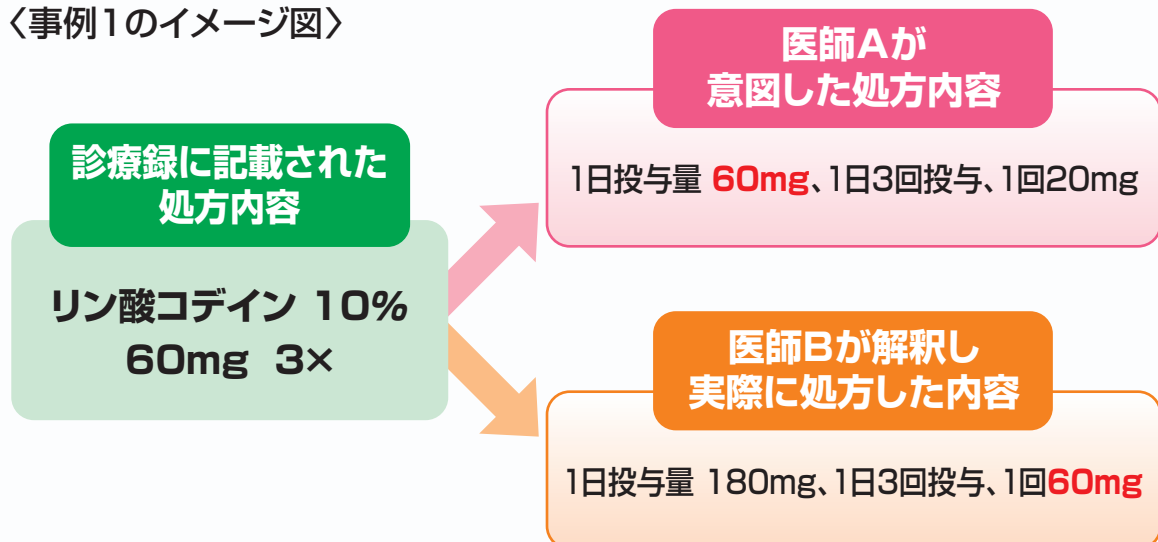 〈事例1のイメージ図〉
診療録に記載された
処方内容
リン酸コデイン 10%
60mg 3×
医師Aが
意図した処方内容
1日投与量 60mg、1日3回投与、1回20mg
医師Bが解釈し
実際に処方した内容
1日投与量 180mg、1日3回投与、1回60mg